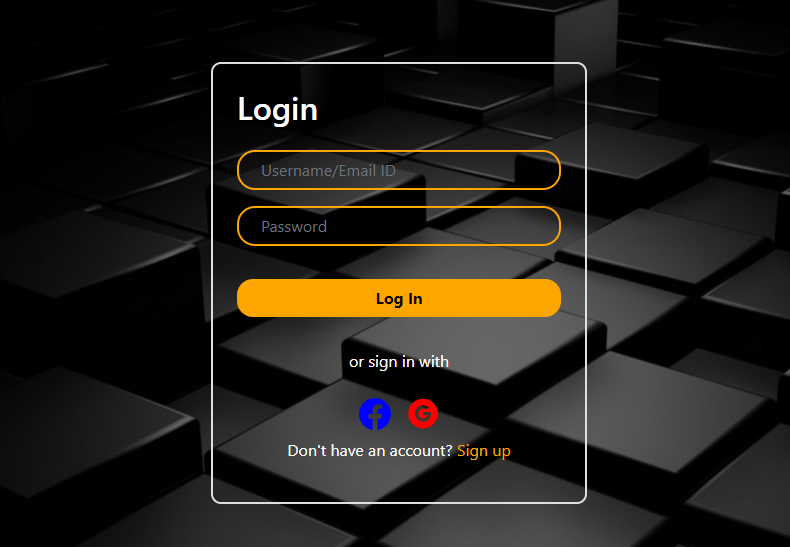 Login
Username/Email ID
Password
Log In
or sign in with
Don't have an account? Sign up